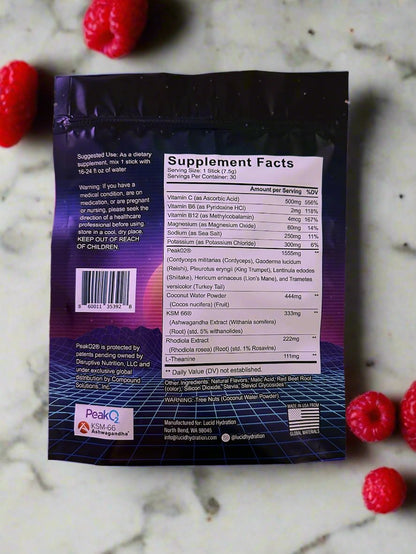 Suggested Use: As a dietary
supplement, mix 1 stick with
16-24 fl oz of water
Warning: If you have a
medical condition, are on
medication, or are pregnant
or nursing, please seek the
direction of a healthcare
professional before using.
store in a cool, dry place.
KEEP OUT OF REACH
OF CHILDREN
8 60011 35392 8
PeakO2® is protected by
patents pending owned by
Disruptive Nutrition, LLC and
under exclusive global
distribution by Compound
Solutions, Inc.
PeakO2
KSM-66
Ashwagandha®
Supplement Facts
Serving Size: 1 Stick (7.5g)
Servings Per Container: 30
Amount per Serving %DV
Vitamin C (as Ascorbic Acid) 500mg 556%
Vitamin B6 (as Pyridoxine HCl) 2mg 118%
Vitamin B12 (as Methylcobalamin) 4mcg 167%
Magnesium (as Magnesium Oxide) 60mg 14%
Sodium (as Sea Salt) 250mg 11%
Potassium (as Potassium Chloride) 300mg 6%
PeakO2® 1555mg
(Cordyceps militarias (Cordyceps), Gaoderma lucidum
(Reishi), Pleurotus eryngii (King Trumpet), Lentinula edodes
(Shiitake), Hericium erinaceus (Lion's Mane), and Trametes
versicolor (Turkey Tail) **
Coconut Water Powder 444mg **
(Cocos nucifera) (Fruit)
KSM 66® 333mg **
(Ashwagandha Extract (Withania somifera)
(Root) (std. 5% withanolides)
Rhodiola Extract 222mg **
(Rhodiola rosea) (Root) (std. 1% Rosavins)
L-Theanine 111mg **
** Daily Value (DV) not established.
Other Ingredients: Natural Flavors, Malic Acid, Red Beet Root
(color), Silicon Dioxide, Stevia, Steviol Glycosides
WARNING: Tree Nuts (Coconut Water Powder)
Manufactured for: Lucid Hydration
North Bend, WA 98045
info@lucidhydration.com @lucidhydration
MADE IN USA FROM
GLOBAL MATERIALS